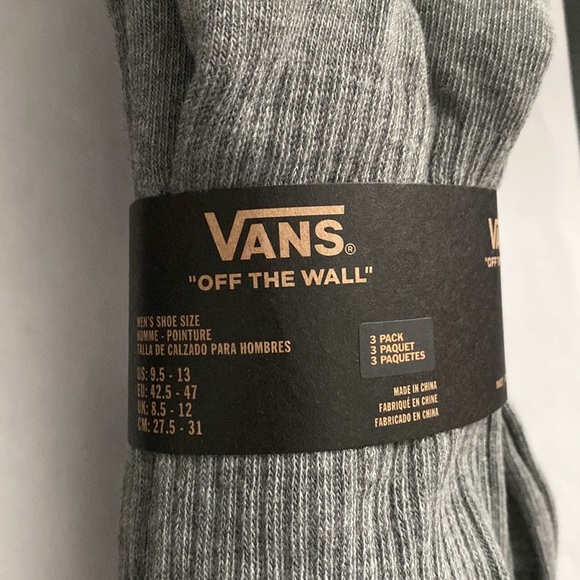 VANS®
"OFF THE WALL"
MEN'S SHOE SIZE
HOMME - POINTURE
TALLA DE CALZADO PARA HOMBRES
US: 9.5 - 13
EU: 42.5 - 47
UK: 8.5 - 12
CM: 27.5 - 31
3 PACK
3 PAQUET
3 PAQUETES
MADE IN CHINA
FABRIQUÉ EN CHINE
FABRICADO EN CHINA